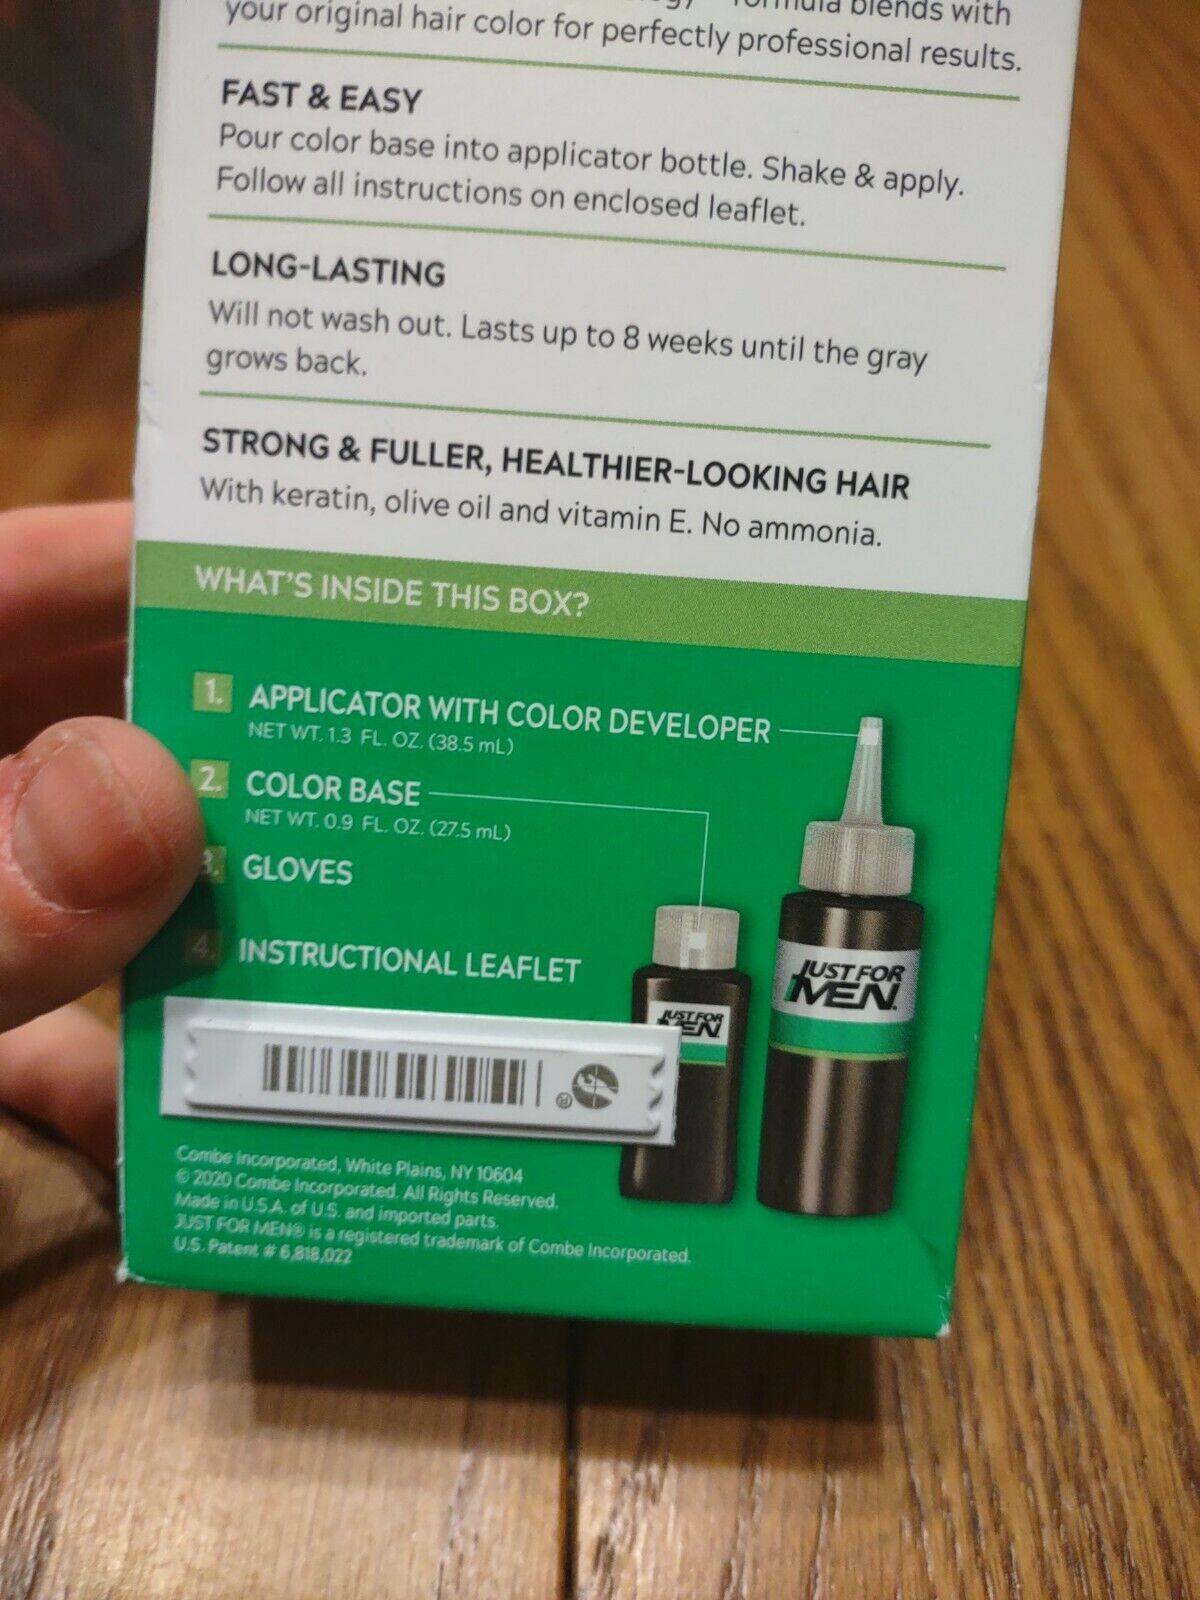 formula blends with
your original hair color for perfectly professional results.
FAST & EASY
Pour color base into applicator bottle. Shake & apply.
Follow all instructions on enclosed leaflet.
LONG-LASTING
Will not wash out. Lasts up to 8 weeks until the gray
grows back.
STRONG & FULLER, HEALTHIER-LOOKING HAIR
With keratin, olive oil and vitamin E. No ammonia.
WHAT'S INSIDE THIS BOX?
1. APPLICATOR WITH COLOR DEVELOPER
NET WT. 1.3 FL. OZ. (38.5 mL)
2. COLOR BASE
NET WT. 0.9 FL. OZ. (27.5 mL)
3. GLOVES
4. INSTRUCTIONAL LEAFLET
JUST FOR
MEN
JUST FOR
MEN.
®
Combe Incorporated, White Plains, NY 10604
© 2020 Combe Incorporated. All Rights Reserved.
Made in U.S.A. of U.S. and imported parts.
JUST FOR MEN® is a registered trademark of Combe Incorporated.
U.S. Patent # 6,818,022